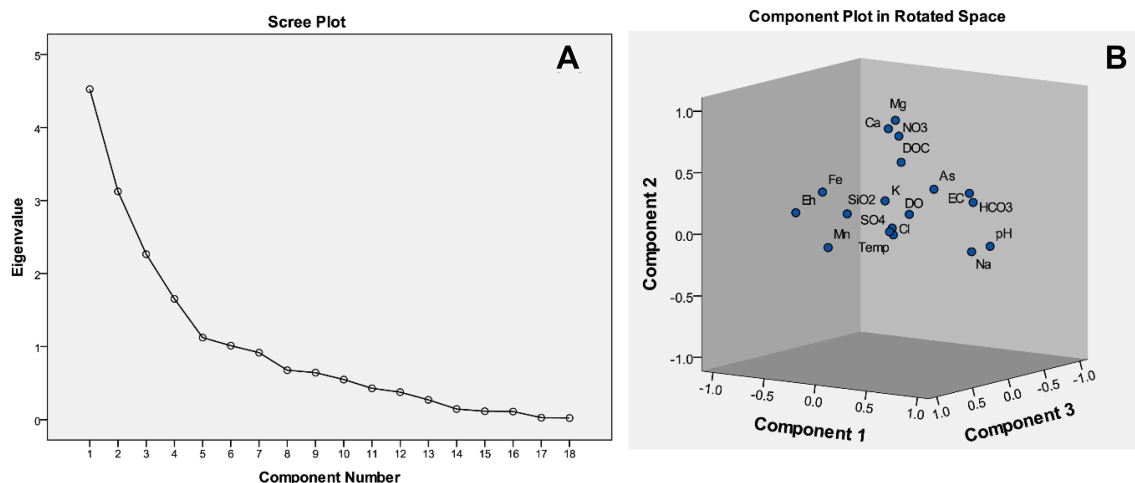 Scree Plot
A
Eigenvalue
5
4
3
2
1
0
1 2 3 4 5 6 7 8 9 10 11 12 13 14 15 16 17 18
Component Number
Component Plot in Rotated Space
B
Component 2
1.0
0.5
0.0
-0.5
-1.0
Mg
Ca
NO3
DOC
As
Fe
K
EC
HCO3
Eh
SiO2
DO
SO4
Cl
Mn
Temp
pH
Na
-1.0 -0.5 0.0 0.5 1.0
Component 1
1.0 0.5 0.0 -0.5 -1.0
Component 3